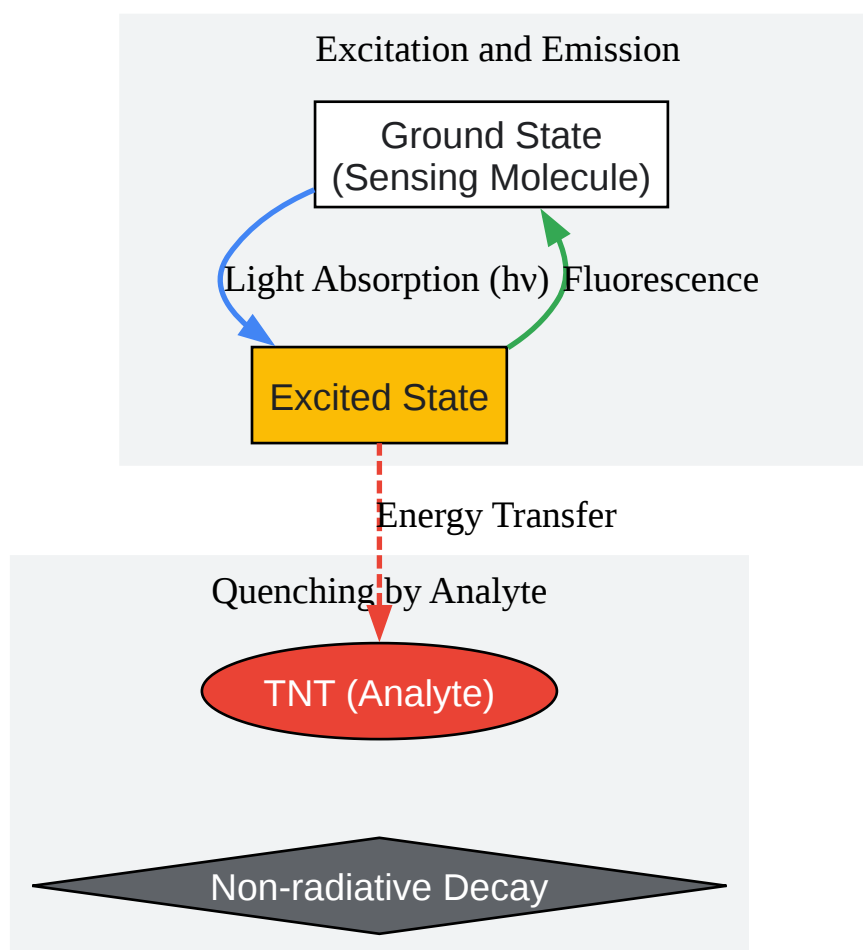 Excitation and Emission
Ground State
(Sensing Molecule)
Light Absorption (hν)
Fluorescence
Excited State
Energy Transfer
Quenching by Analyte
TNT (Analyte)
Non-radiative Decay